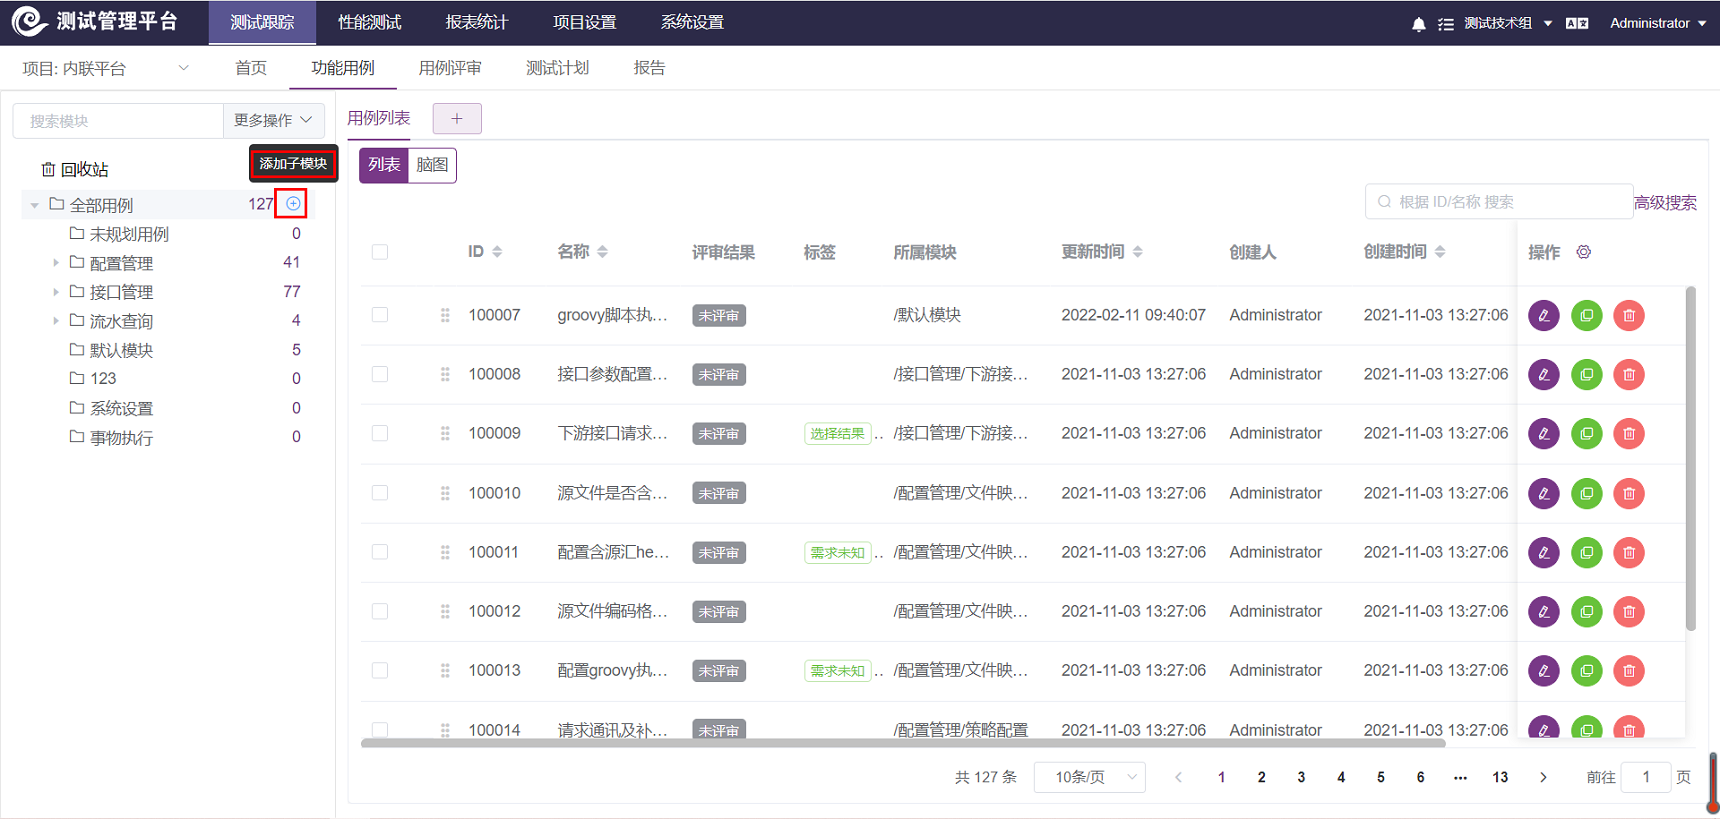 测试管理平台 测试跟踪 性能测试 报表统计 项目设置 系统设置 测试技术组 Administrator
项目: 内联平台 首页 功能用例 用例评审 测试计划 报告
搜索模块 更多操作
添加子模块
回收站
全部用例 127
未规划用例 0
配置管理 41
接口管理 77
流水查询 4
默认模块 5
123 0
系统设置 0
事物执行 0
用例列表 +
列表 脑图
根据 ID/名称 搜索 高级搜索
ID 名称 评审结果 标签 所属模块 更新时间 创建人 创建时间 操作
100007 groovy脚本执... 未评审 /默认模块 2022-02-11 09:40:07 Administrator 2021-11-03 13:27:06
100008 接口参数配置... 未评审 /接口管理/下游接... 2021-11-03 13:27:06 Administrator 2021-11-03 13:27:06
100009 下游接口请求... 未评审 选择结果 .. /接口管理/下游接... 2021-11-03 13:27:06 Administrator 2021-11-03 13:27:06
100010 源文件是否含... 未评审 /配置管理/文件映... 2021-11-03 13:27:06 Administrator 2021-11-03 13:27:06
100011 配置含源汇he... 未评审 需求未知 .. /配置管理/文件映... 2021-11-03 13:27:06 Administrator 2021-11-03 13:27:06
100012 源文件编码格... 未评审 /配置管理/文件映... 2021-11-03 13:27:06 Administrator 2021-11-03 13:27:06
100013 配置groovy执... 未评审 需求未知 .. /配置管理/文件映... 2021-11-03 13:27:06 Administrator 2021-11-03 13:27:06
100014 请求通讯及补... 未评审 /配置管理/策略配置 2021-11-03 13:27:06 Administrator 2021-11-03 13:27:06
共 127 条 10条/页 1 2 3 4 5 6 ... 13 前往 1 页